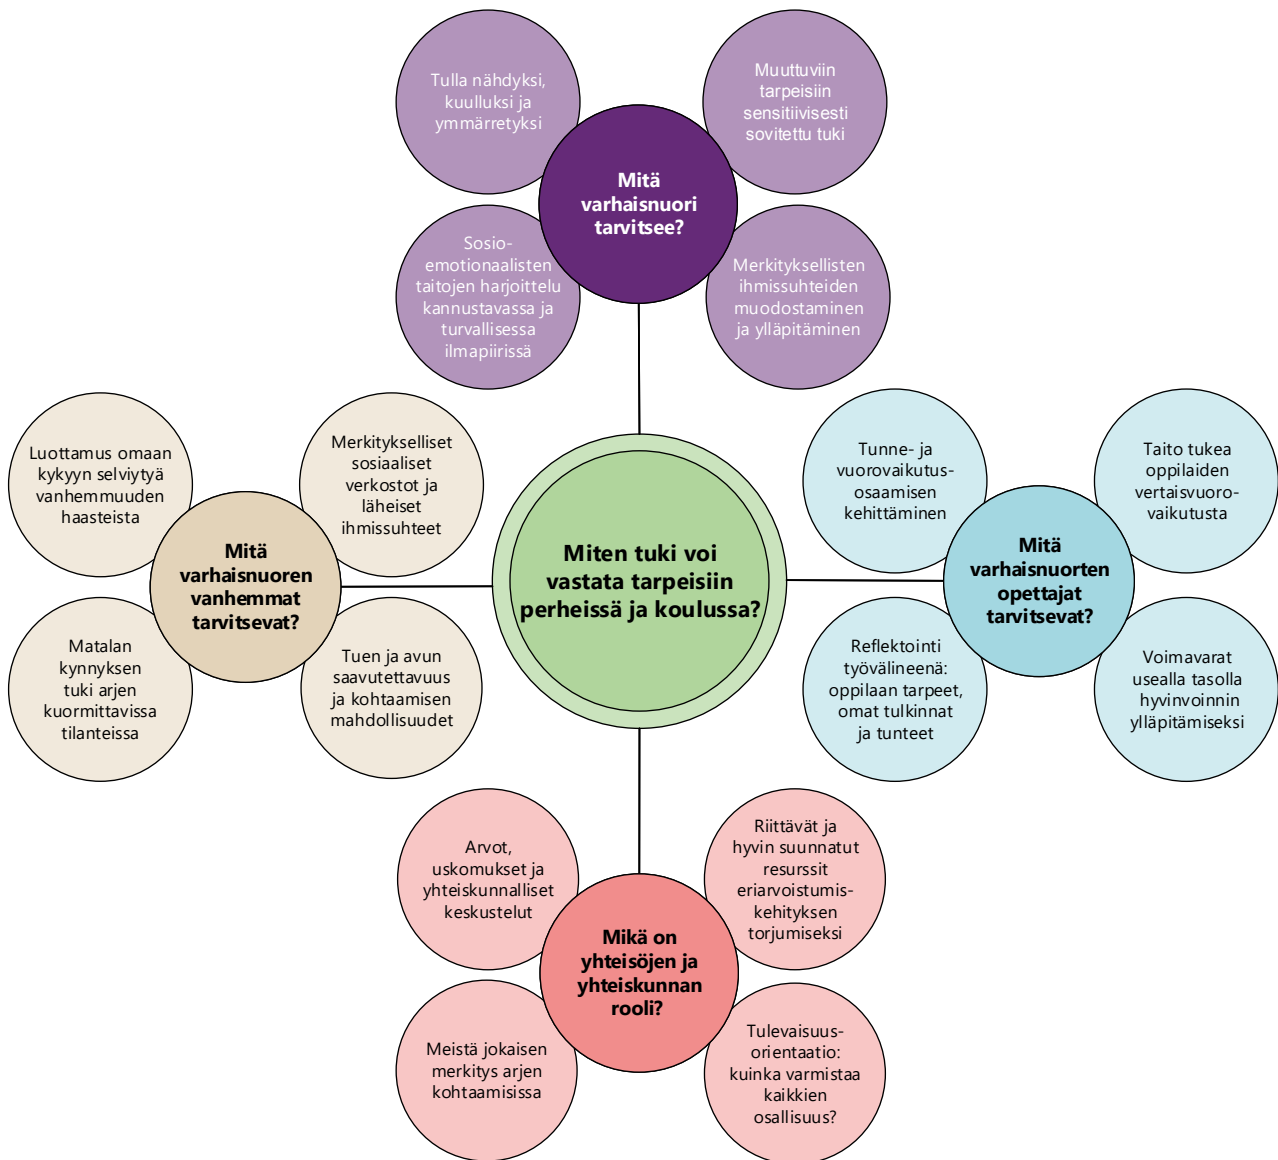 Tulla nähdyksi,
kuulluksi ja
ymmärretyksi
Muuttuviin
tarpeisiin
sensitiivisesti
sovitettu tuki
Mitä
varhaisnuori
tarvitsee?
Sosio-
emotionaalisten
taitojen harjoittelu
kannustavassa ja
turvallisessa
ilmapiirissä
Merkityksellisten
ihmissuhteiden
muodostaminen
ja ylläpitäminen
Luottamus omaan
kykyyn selviytyä
vanhemmuuden
haasteista
Merkitykselliset
sosiaaliset
verkostot ja
läheiset
ihmissuhteet
Mitä
varhaisnuoren
vanhemmat
tarvitsevat?
Matalan
kynnyksen
tuki arjen
kuormittavissa
tilanteissa
Tuen ja avun
saavutettavuus
ja kohtaamisen
mahdollisuudet
Miten tuki voi
vastata tarpeisiin
perheissä ja koulussa?
Tunne- ja
vuorovaikutus-
osaamisen
kehittäminen
Taito tukea
oppilaiden
vertaisvuoro-
vaikutusta
Mitä
varhaisnuorten
opettajat
tarvitsevat?
Reflektointi
työvälineenä:
oppilaan tarpeet,
omat tulkinnat
ja tunteet
Voimavarat
usealla tasolla
hyvinvoinnin
ylläpitämiseksi
Arvot,
uskomukset ja
yhteiskunnalliset
keskustelut
Riittävät ja
hyvin suunnatut
resurssit
eriarvoistumis-
kehityksen
torjumiseksi
Mikä on
yhteisöjen ja
yhteiskunnan
rooli?
Meistä jokaisen
merkitys arjen
kohtaamisissa
Tulevaisuus-
orientaatio:
kuinka varmistaa
kaikkien
osallisuus?